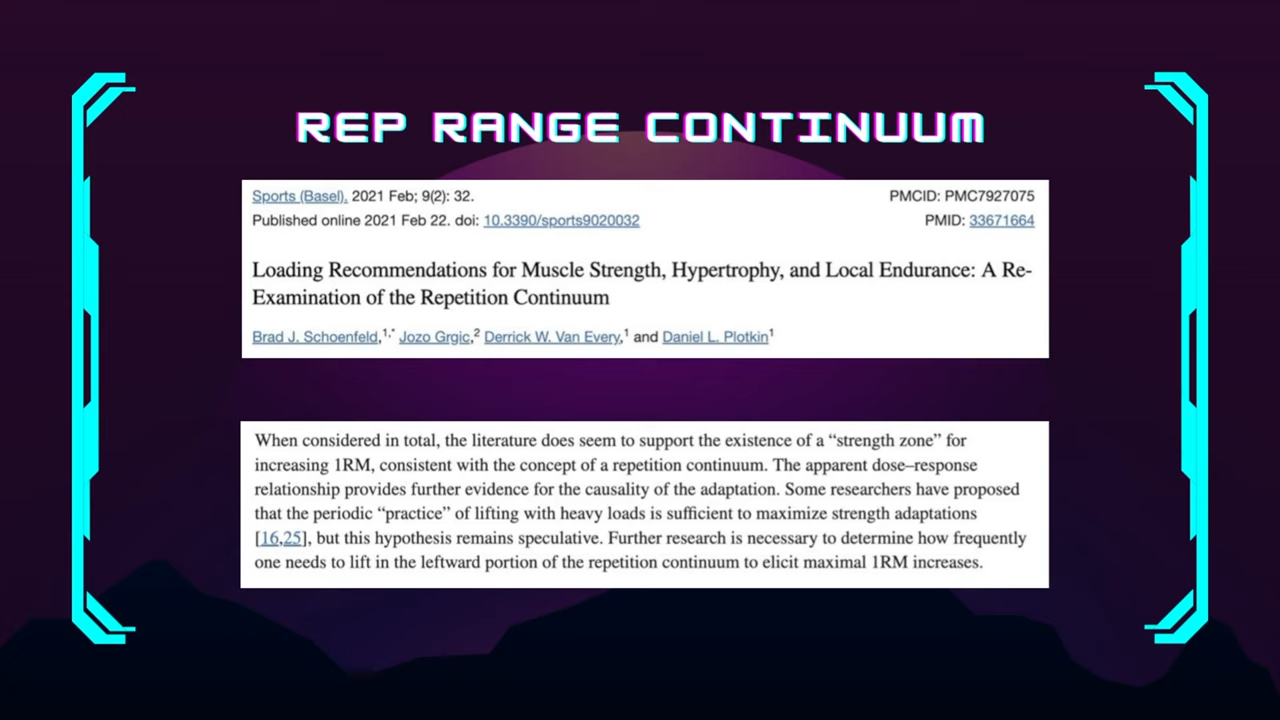 REP RANGE CONTINUUM
Sports (Basel). 2021 Feb; 9(2): 32.
PMCID: PMC7927075
Published online 2021 Feb 22. doi: 10.3390/sports9020032
PMID: 33671664
Loading Recommendations for Muscle Strength, Hypertrophy, and Local Endurance: A Re-
Examination of the Repetition Continuum
Brad J. Schoenfeld,1,* Jozo Grgic,2 Derrick W. Van Every,1 and Daniel L. Plotkin1
When considered in total, the literature does seem to support the existence of a “strength zone” for
increasing 1RM, consistent with the concept of a repetition continuum. The apparent dose–response
relationship provides further evidence for the causality of the adaptation. Some researchers have proposed
that the periodic “practice” of lifting with heavy loads is sufficient to maximize strength adaptations
[16,25], but this hypothesis remains speculative. Further research is necessary to determine how frequently
one needs to lift in the leftward portion of the repetition continuum to elicit maximal 1RM increases.